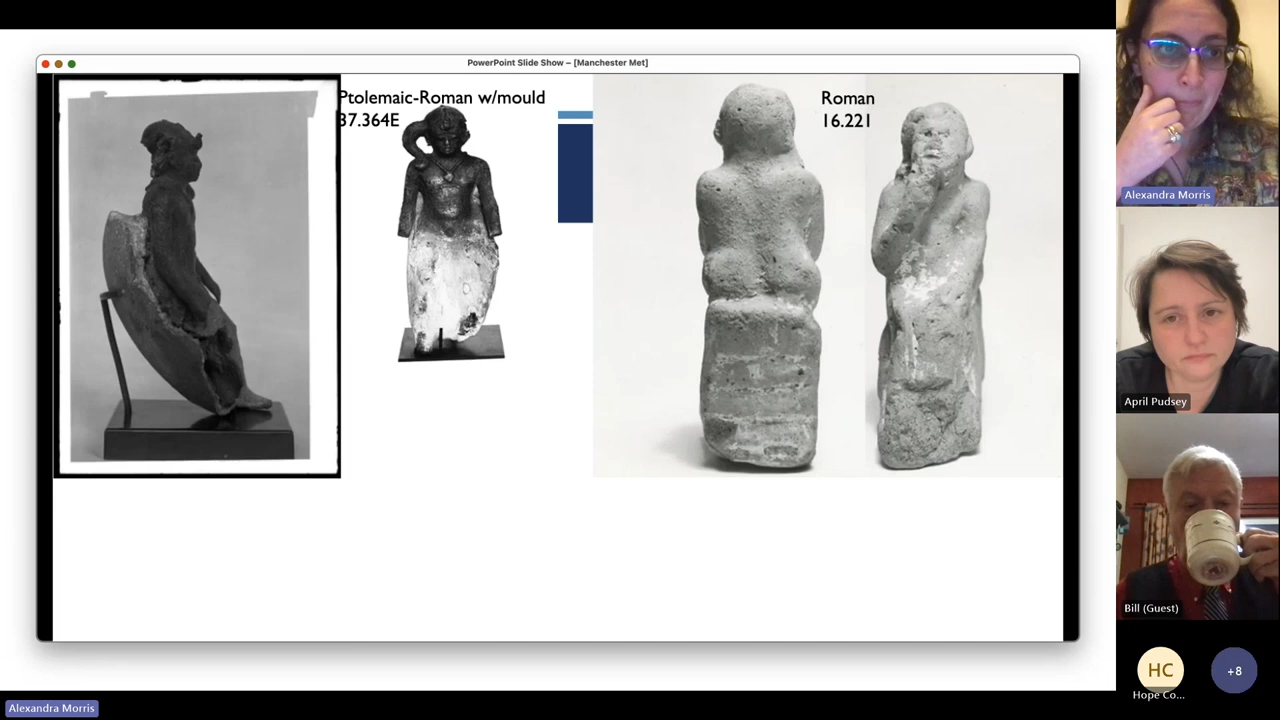 PowerPoint Slide Show – [Manchester Met]
Ptolemaic-Roman w/mould
37.364E
Roman
16.221
Alexandra Morris
April Pudsey
Bill (Guest)
HC
+8
Hope Co...
Alexandra Morris